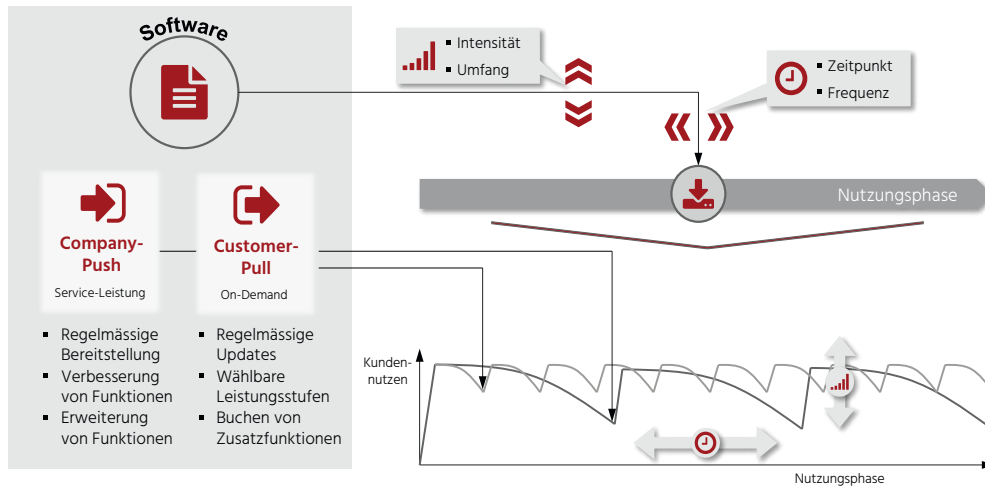 Software
▪ Intensität
▪ Umfang
▪ Zeitpunkt
▪ Frequenz
Nutzungsphase
Company-
Push
Service-Leistung
Customer-
Pull
On-Demand
▪ Regelmässige
Bereitstellung
▪ Verbesserung
von Funktionen
▪ Erweiterung
von Funktionen
▪ Regelmässige
Updates
▪ Wählbare
Leistungsstufen
▪ Buchen von
Zusatzfunktionen
Kunden-
nutzen
Nutzungsphase